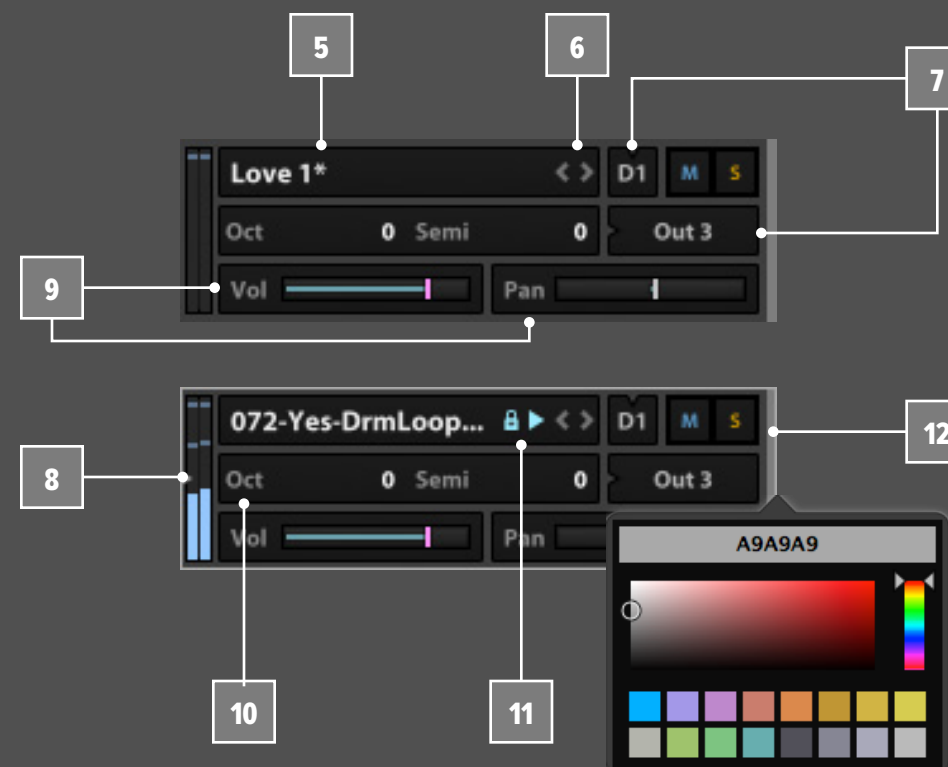 5
6
7
Love 1*
D1
M
S
Oct
0
Semi
0
Out 3
9
Vol
Pan
072-Yes-DrmLoop...
D1
M
S
12
8
Oct
0
Semi
0
Out 3
Vol
Pan
A9A9A9
10
11